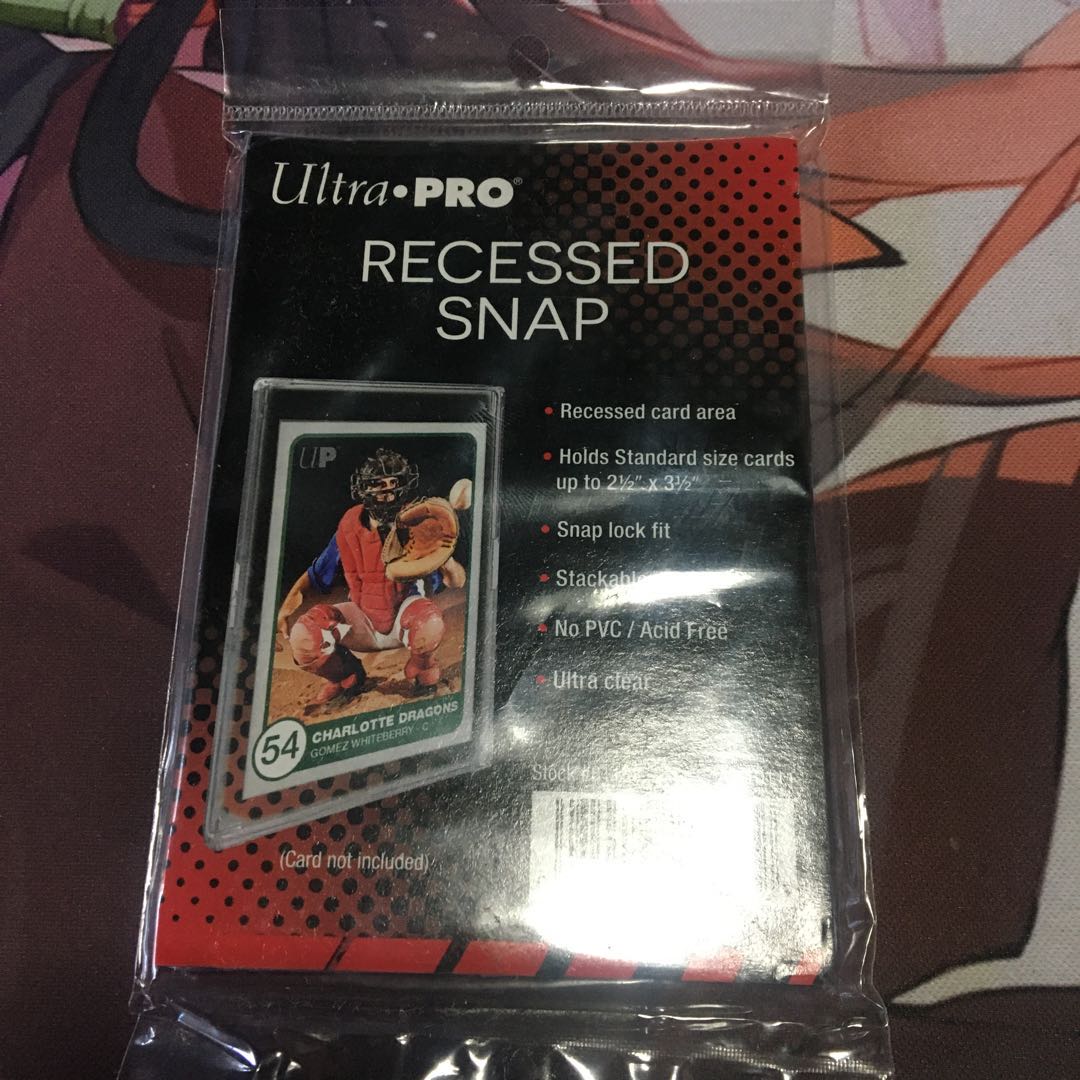 Ultra•PRO®
RECESSED
SNAP
• Recessed card area
• Holds Standard size cards
up to 2½" x 3½"
• Snap lock fit
• Stackable
• No PVC / Acid Free
• Ultra clear
UP
54
CHARLOTTE DRAGONS
GOMEZ WHITEBERRY - C
Stock
(Card not included)